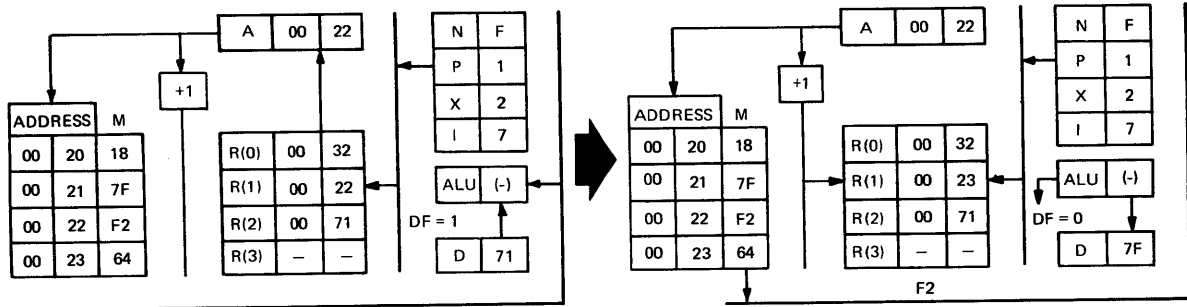 A 00 22
N F
P 1
X 2
I 7
+1
ADDRESS M
00 20 18
00 21 7F
00 22 F2
00 23 64
R(0) 00 32
R(1) 00 22
R(2) 00 71
R(3) — —
ALU (-)
DF = 1
D 71
A 00 22
N F
P 1
X 2
I 7
+1
ADDRESS M
00 20 18
00 21 7F
00 22 F2
00 23 64
R(0) 00 32
R(1) 00 23
R(2) 00 71
R(3) — —
ALU (-)
DF = 0
D 7F
F2